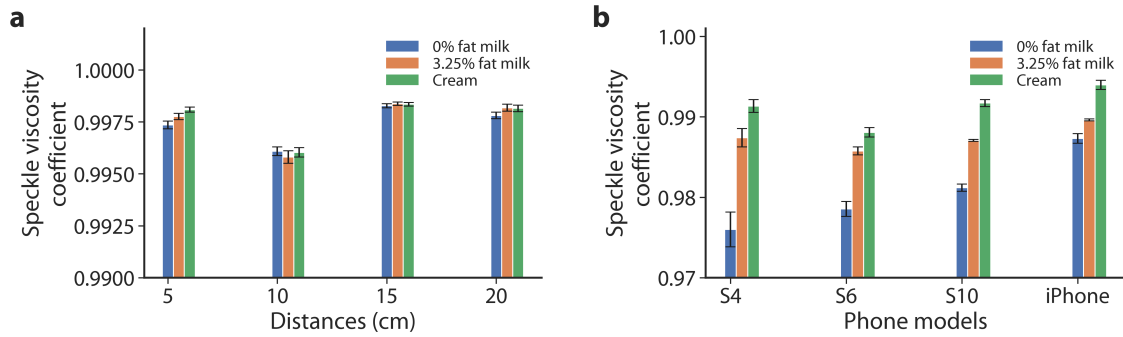 a
Speckle viscosity
coefficient
1.0000
0.9975
0.9950
0.9925
0.9900
0% fat milk
3.25% fat milk
Cream
5 10 15 20
Distances (cm)
b
Speckle viscosity
coefficient
1.00
0.99
0.98
0.97
0% fat milk
3.25% fat milk
Cream
S4 S6 S10 iPhone
Phone models